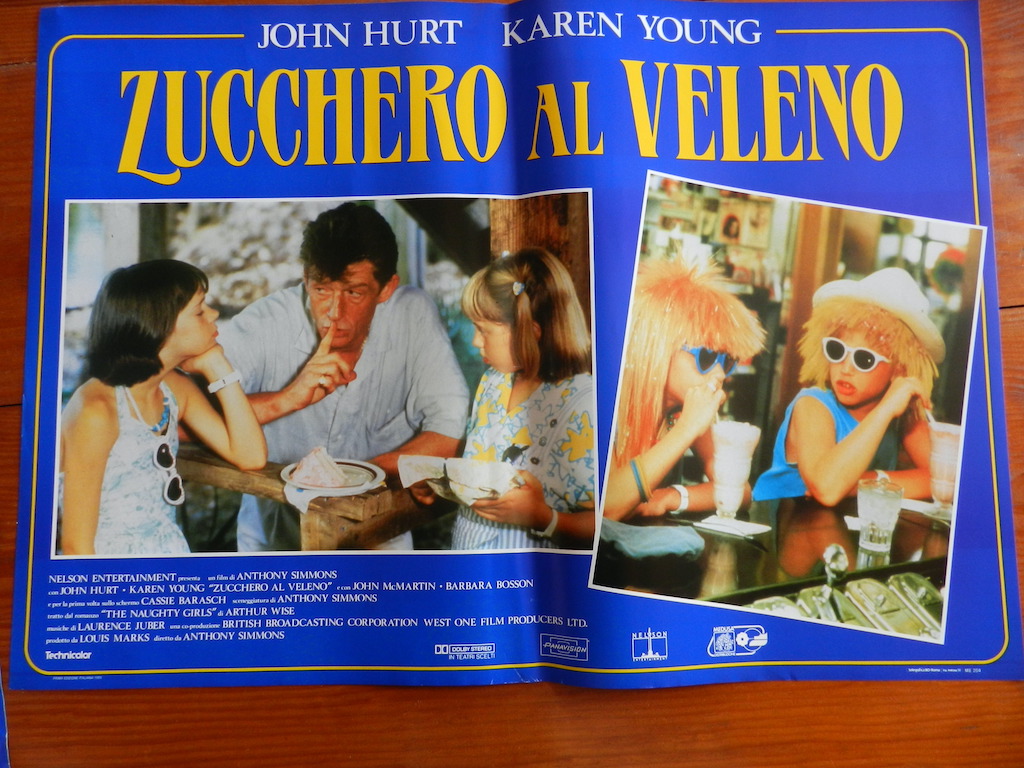 JOHN HURT KAREN YOUNG
ZUCCHERO AL VELENO
NELSON ENTERTAINMENT presenta un film di ANTHONY SIMMONS
con JOHN HURT • KAREN YOUNG "ZUCCHERO AL VELENO" e con JOHN McMARTIN • BARBARA BOSSON
e per la prima volta sullo schermo CASSIE BARASCH sceneggiatura di ANTHONY SIMMONS
tratto dal romanzo "THE NAUGHTY GIRLS" di ARTHUR WISE
musiche di LAURENCE JUBER una co-produzione BRITISH BROADCASTING CORPORATION WEST ONE FILM PRODUCERS LTD.
prodotto da LOUIS MARKS diretto da ANTHONY SIMMONS
Technicolor
DOLBY STEREO
IN TEATRI SCELTI
PANAVISION
NELSON
ENTERTAINMENT
MEDUSA